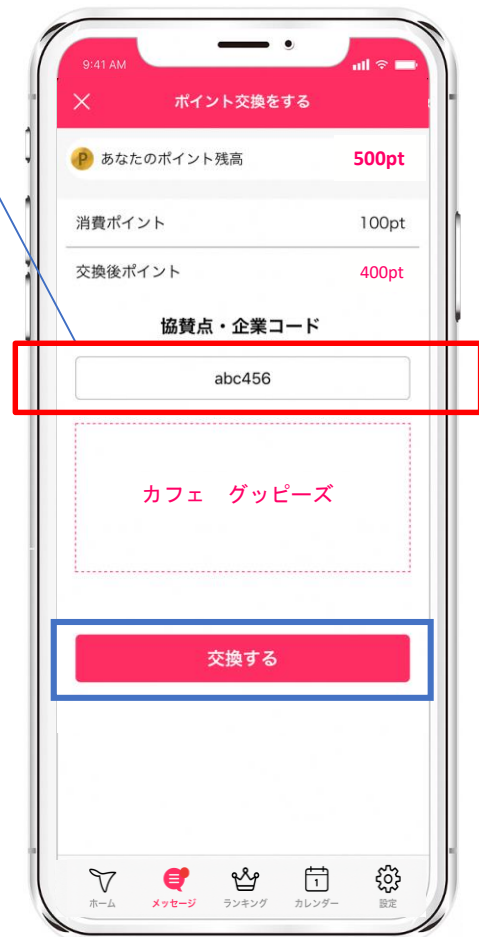 9:41 AM
ポイント交換をする
P あなたのポイント残高 500pt
消費ポイント 100pt
交換後ポイント 400pt
協賛点・企業コード
abc456
カフェ グッピーズ
交換する
1
ホーム メッセージ ランキング カレンダー 設定